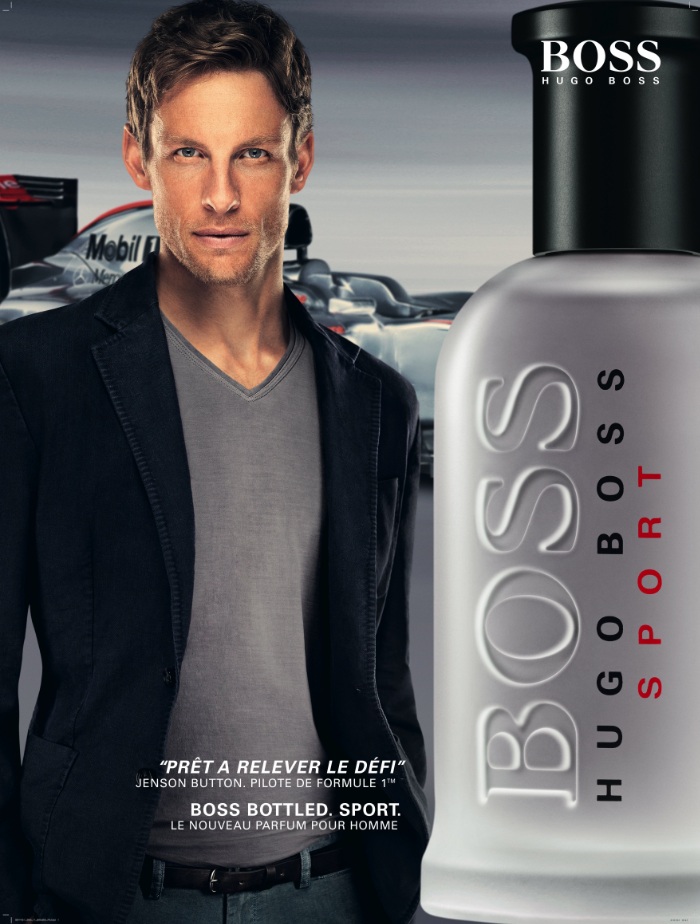 BOSS
HUGO BOSS
Mobil 1
BOSS
HUGO BOSS
SPORT
“PRÊT A RELEVER LE DÉFI”
JENSON BUTTON. PILOTE DE FORMULE 1™
BOSS BOTTLED. SPORT.
LE NOUVEAU PARFUM POUR HOMME